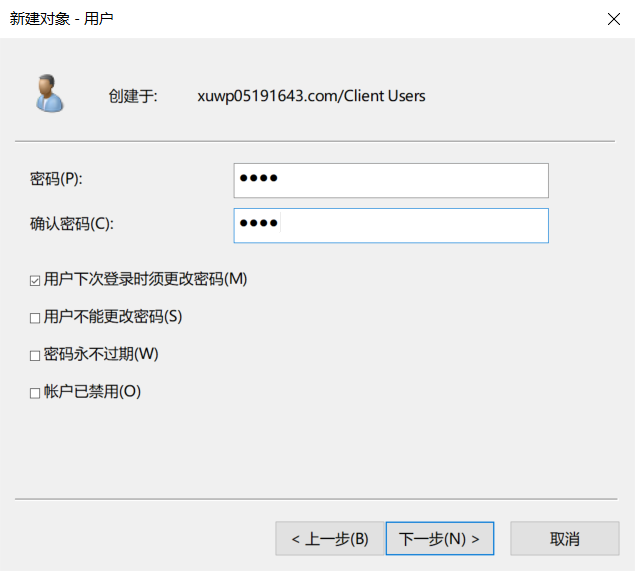 新建对象 - 用户
创建于: xuwp05191643.com/Client Users
密码(P): ●●●●
确认密码(C): ●●●●
用户下次登录时须更改密码(M)
用户不能更改密码(S)
密码永不过期(W)
帐户已禁用(O)
< 上一步(B) 下一步(N) > 取消